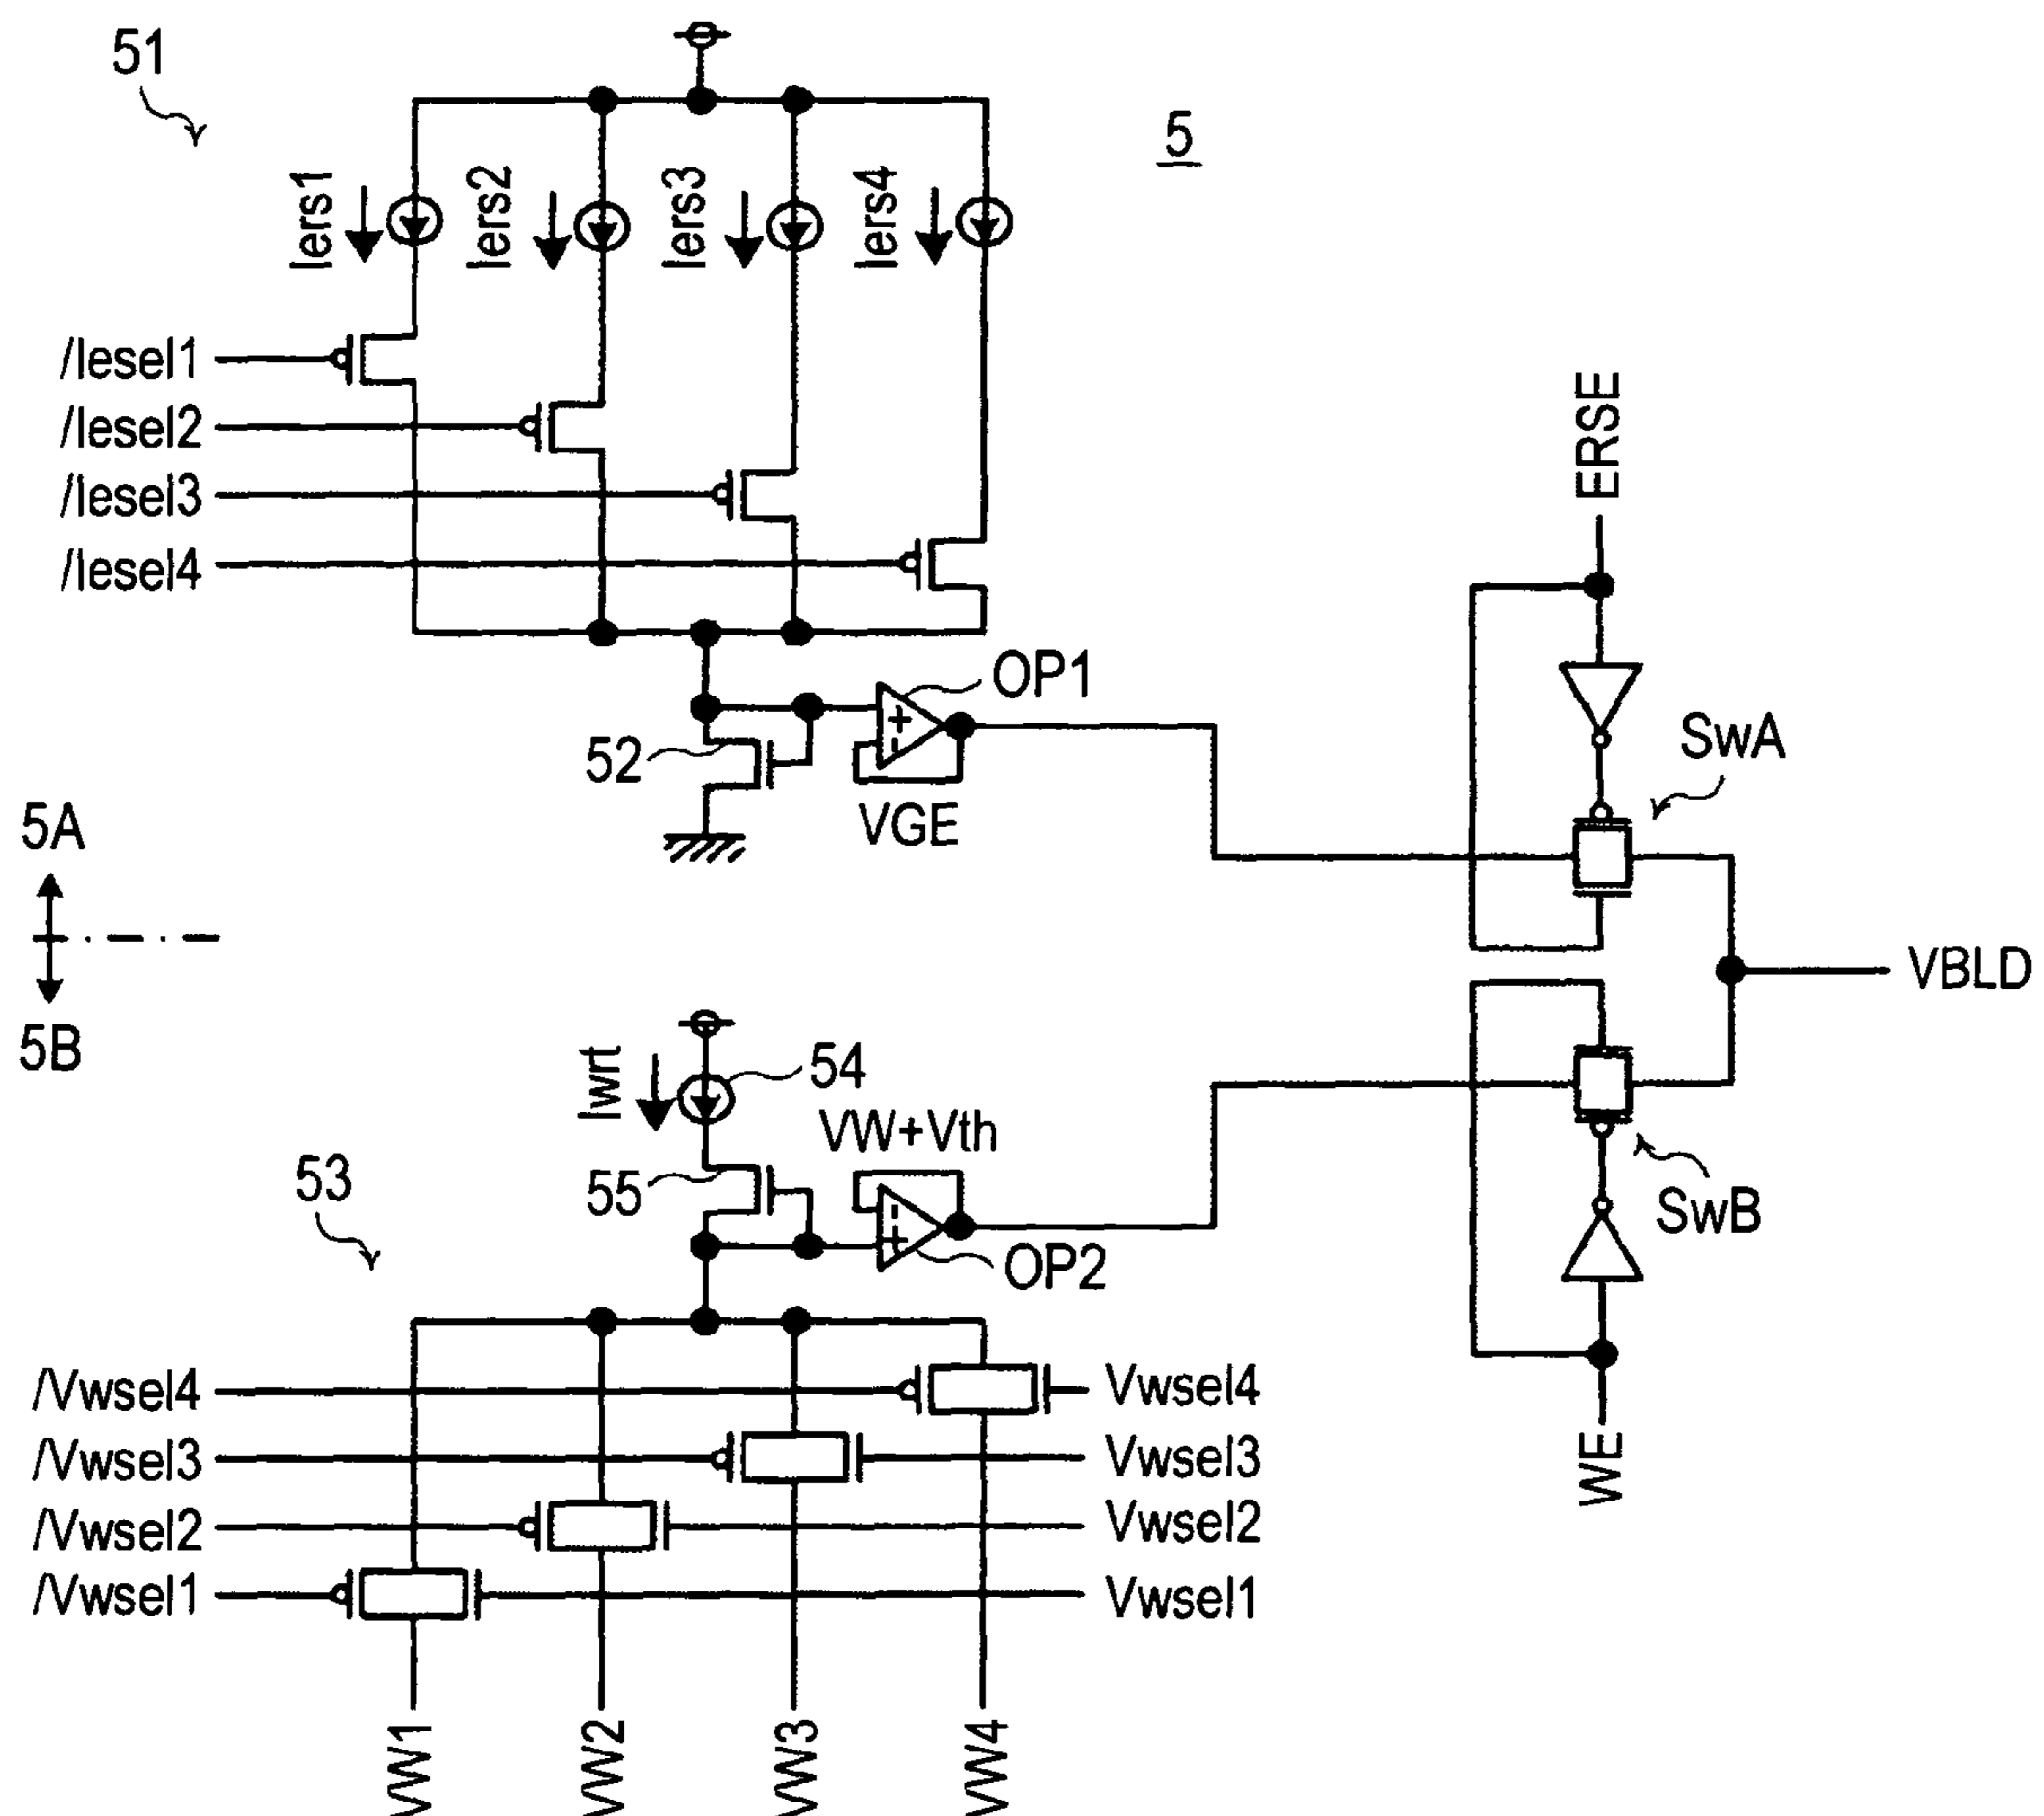 51
5
Iers1
Iers2
Iers3
Iers4
/Iesel1
/Iesel2
/Iesel3
/Iesel4
ERSE
OP1
+
-
52
VGE
SwA
5A
5B
VBLD
Iwrt
54
VW+Vth
55
-
+
OP2
53
SwB
WE
/Vwsel4
Vwsel4
/Vwsel3
Vwsel3
/Vwsel2
Vwsel2
/Vwsel1
Vwsel1
VW1
VW2
VW3
VW4